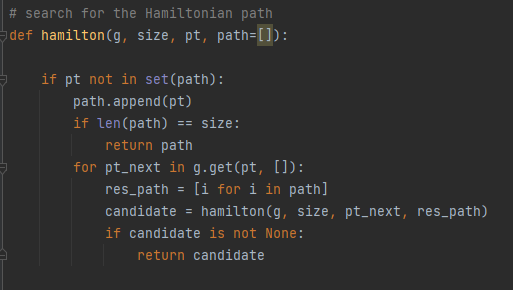 # search for the Hamiltonian path
def hamilton(g, size, pt, path=[]):
    if pt not in set(path):
        path.append(pt)
        if len(path) == size:
            return path
        for pt_next in g.get(pt, []):
            res_path = [i for i in path]
            candidate = hamilton(g, size, pt_next, res_path)
            if candidate is not None:
                return candidate